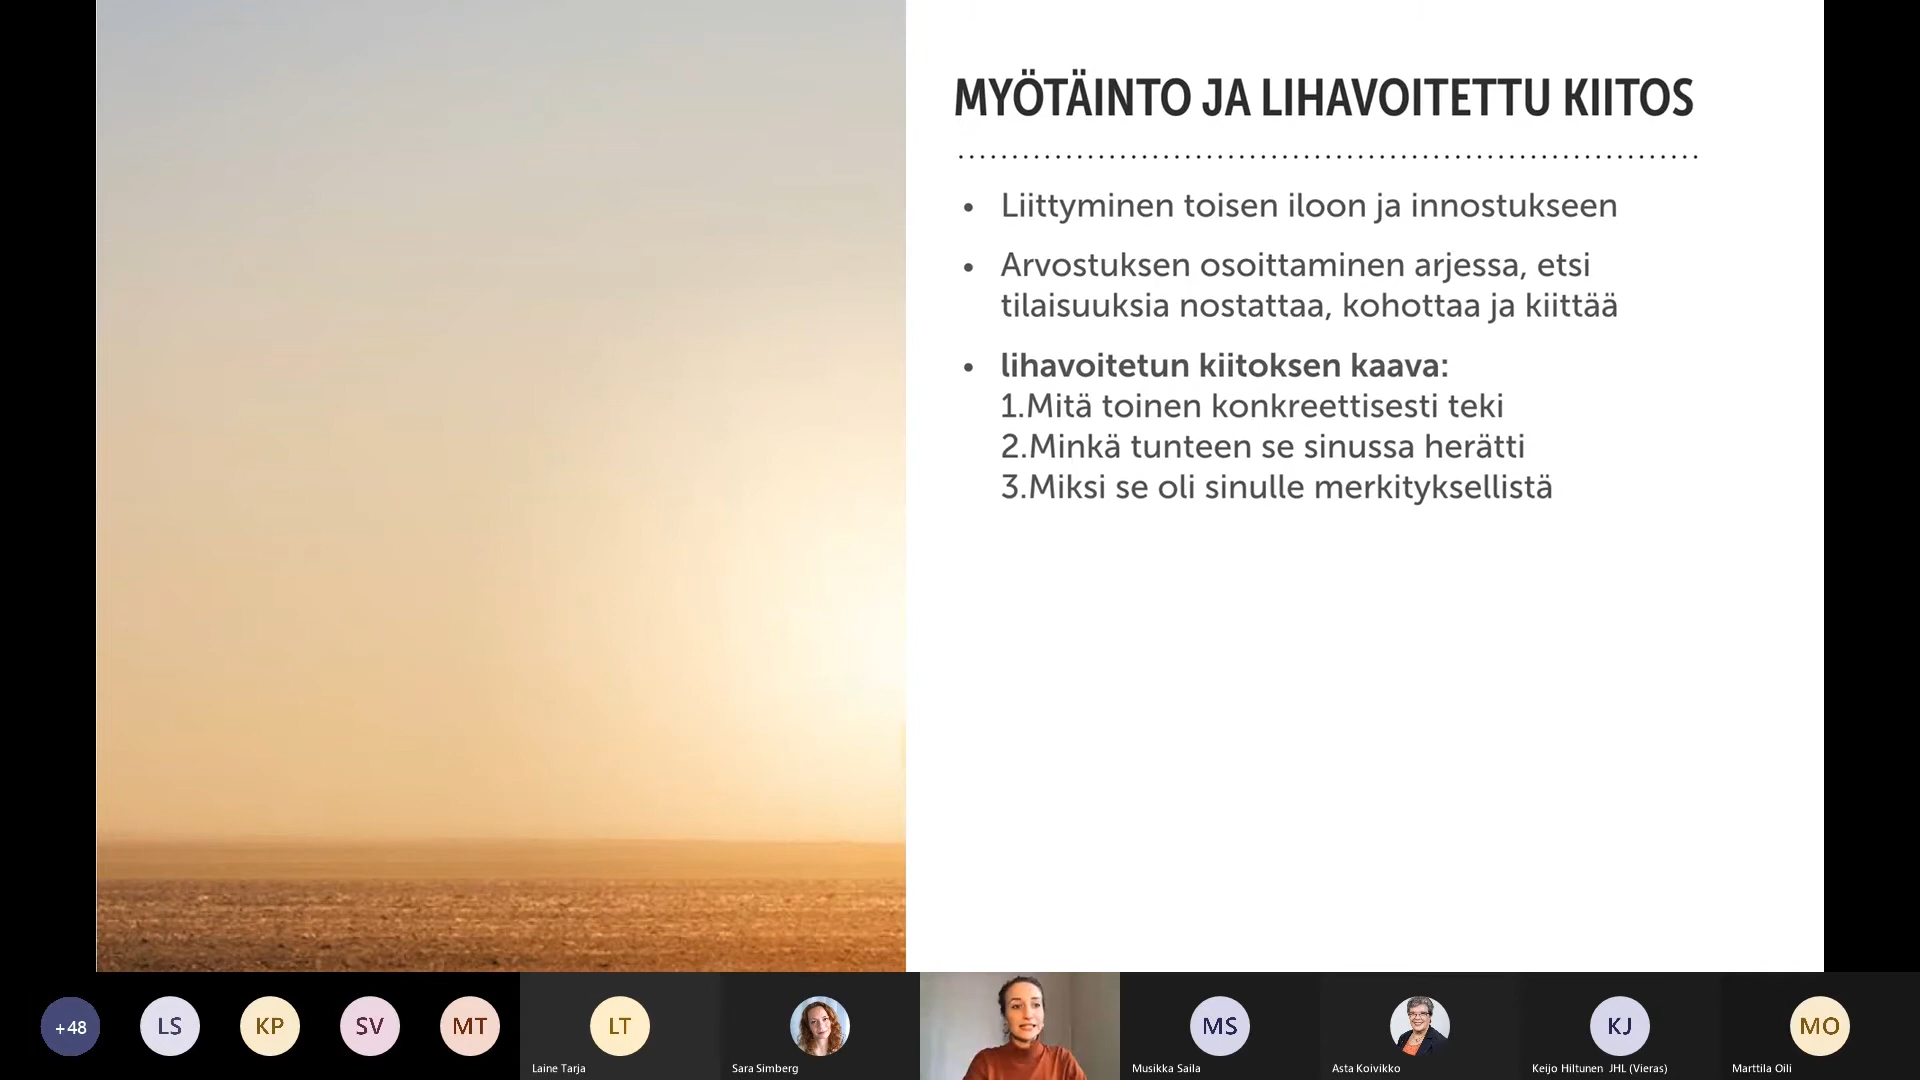 MYÖTÄINTO JA LIHAVOITETTU KIITOS
• Liittyminen toisen iloon ja innostukseen
• Arvostuksen osoittaminen arjessa, etsi
tilaisuuksia nostattaa, kohottaa ja kiittää
• lihavoitetun kiitoksen kaava:
1.Mitä toinen konkreettisesti teki
2.Minkä tunteen se sinussa herätti
3.Miksi se oli sinulle merkityksellistä
+48
LS
KP
SV
MT
LT
MS
KJ
MO
Laine Tarja
Sara Simberg
Musikka Saila
Asta Koivikko
Keijo Hiltunen JHL (Vieras)
Marttila Oili